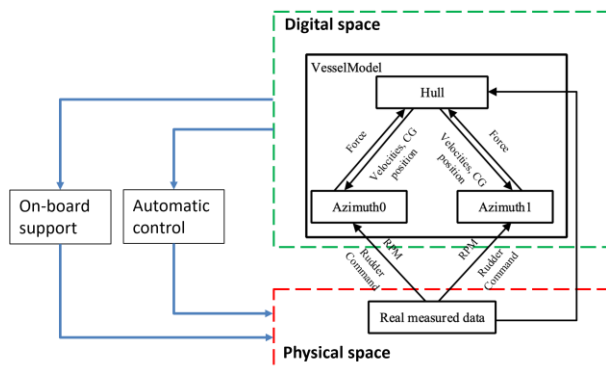 Digital space
VesselModel
Hull
Force
Velocities, CG
position
Velocities, CG
position
Force
Azimuth0
Azimuth1
On-board
support
Automatic
control
RPM
Rudder
Command
RPM
Rudder
Command
Real measured data
Physical space